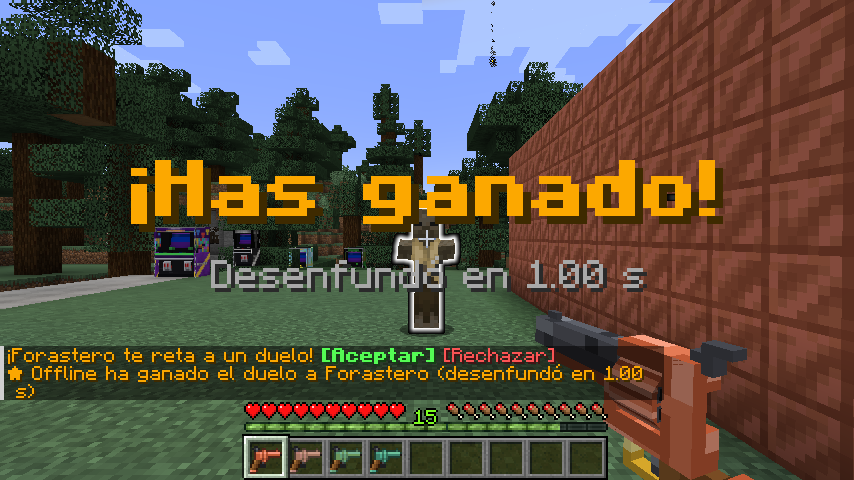 ¡Has ganado!
Desenfundó en 1.00 s
¡Forastero te reta a un duelo! [Aceptar] [Rechazar]
★ Offline ha ganado el duelo a Forastero (desenfundó en 1.00
s)
15